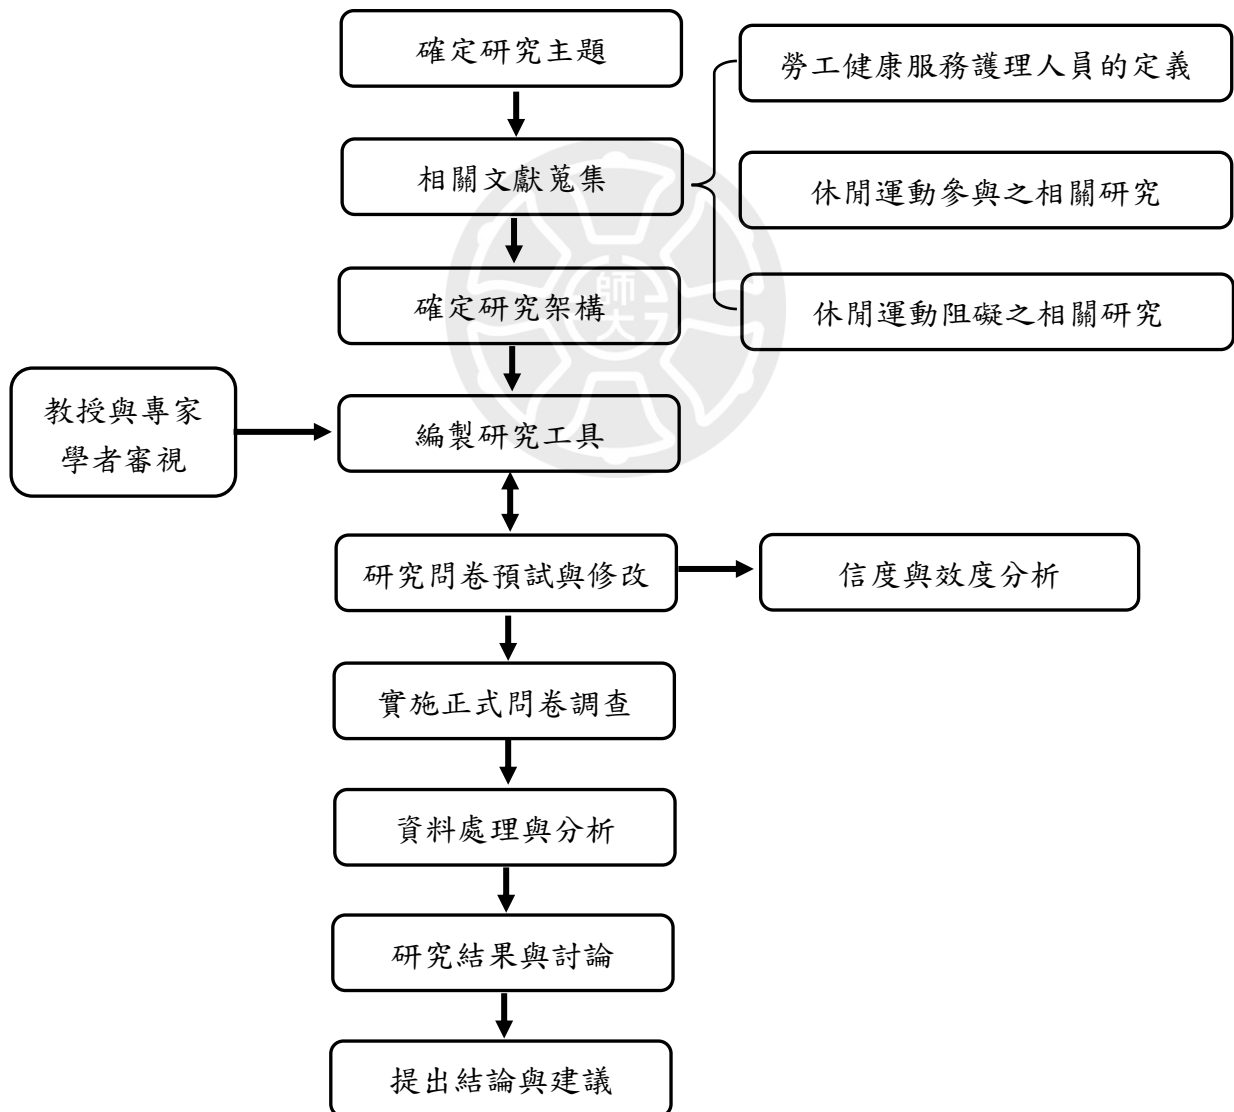 確定研究主題
勞工健康服務護理人員的定義
相關文獻蒐集
休閒運動參與之相關研究
確定研究架構
休閒運動阻礙之相關研究
師大
教授與專家
學者審視
編製研究工具
研究問卷預試與修改
信度與效度分析
實施正式問卷調查
資料處理與分析
研究結果與討論
提出結論與建議